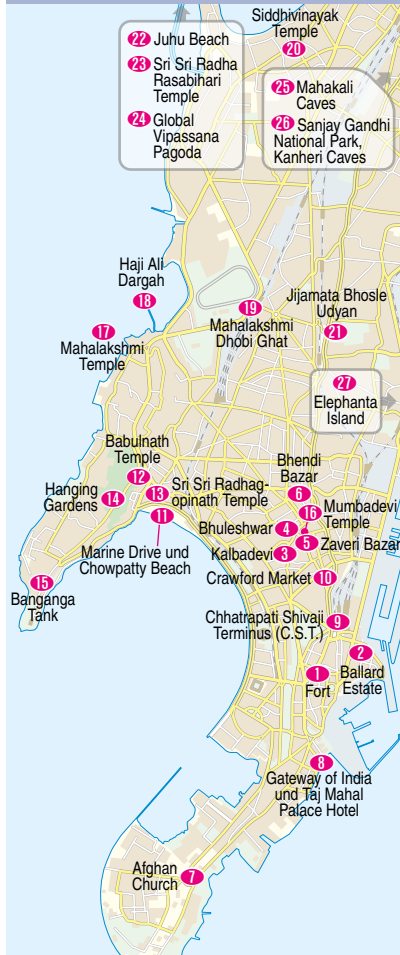 Siddhivinayak
Temple
20
22 Juhu Beach
23 Sri Sri Radha
Rasabihari
Temple
24 Global
Vipassana
Pagoda
25 Mahakali
Caves
26 Sanjay Gandhi
National Park,
Kanheri Caves
Haji Ali
Dargah
18
17
Mahalakshmi
Temple
19
Mahalakshmi
Dhobi Ghat
Jijamata Bhosle
Udyan
21
27
Elephanta
Island
Babulnath
Temple
12
Hanging
Gardens
14
13
Sri Sri Radhag-
opinath Temple
11
Marine Drive und
Chowpatty Beach
Bhendi
Bazar
6
16
Mumbadevi
Temple
Bhuleshwar 4
5 Zaveri Bazar
Kalbadevi 3
Crawford Market 10
15
Banganga
Tank
Chhatrapati Shivaji
Terminus (C.S.T.)
9
2
Ballard
Estate
1
Fort
8
Gateway of India
und Taj Mahal
Palace Hotel
Afghan
Church
7